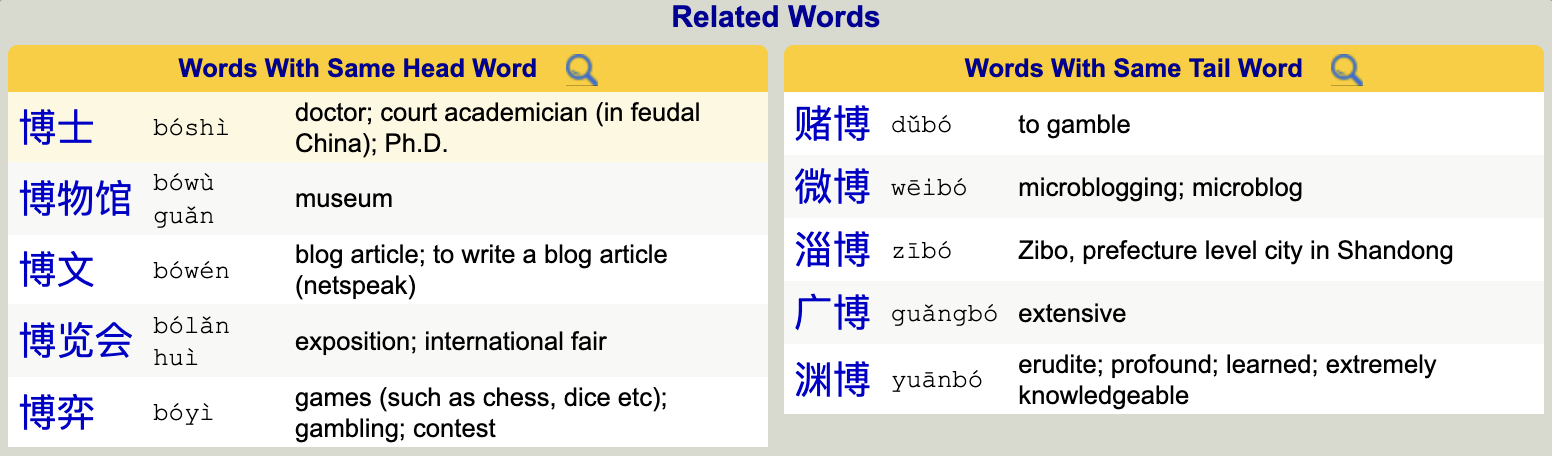 Related Words
Words With Same Head Word
博士 bóshì doctor; court academician (in feudal
China); Ph.D.
博物馆 bówù
guǎn museum
博文 bówén blog article; to write a blog article
(netspeak)
博览会 bólǎn
huì exposition; international fair
博弈 bóyì games (such as chess, dice etc);
gambling; contest
Words With Same Tail Word
赌博 dǔbó to gamble
微博 wēibó microblogging; microblog
淄博 zībó Zibo, prefecture level city in Shandong
广博 guǎngbó extensive
渊博 yuānbó erudite; profound; learned; extremely
knowledgeable